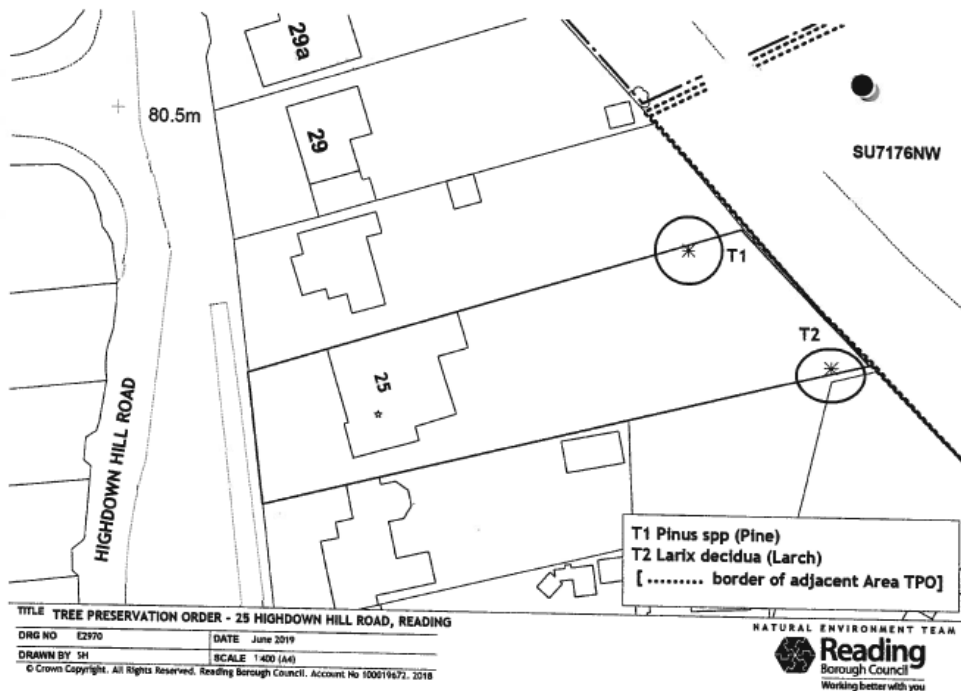 29a
80.5m
29
SU7176NW
T1
T2
25
HIGHDOWN HILL ROAD
T1 Pinus spp (Pine)
T2 Larix decidua (Larch)
[ ......... border of adjacent Area TPO]
TITLE TREE PRESERVATION ORDER - 25 HIGHDOWN HILL ROAD, READING
DRG NO E2970 DATE June 2019
DRAWN BY SH SCALE 1:400 (A4)
© Crown Copyright. All Rights Reserved. Reading Borough Council. Account No 100019672. 2018
NATURAL ENVIRONMENT TEAM
Reading
Borough Council
Working better with you